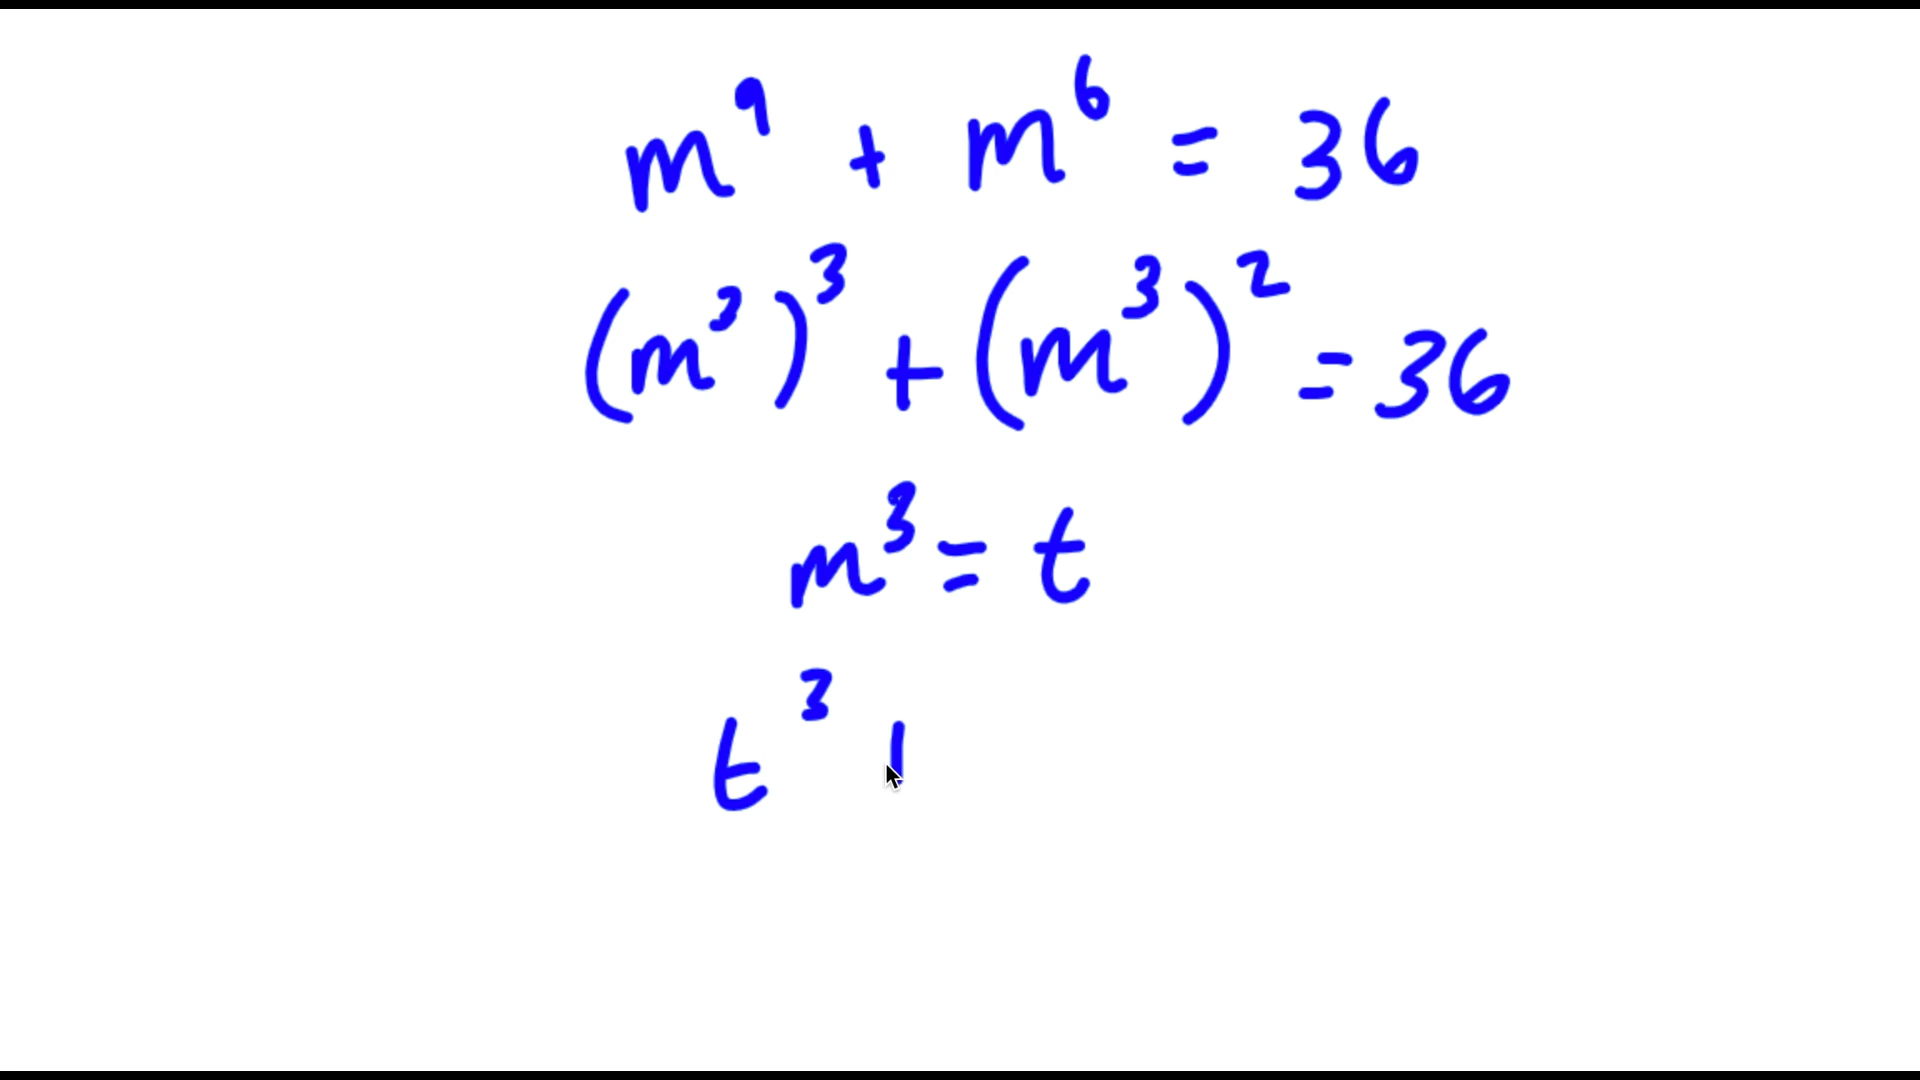 m⁹ + m⁶ = 36
(m³)³ + (m³)² = 36
m³ = t
t³ |